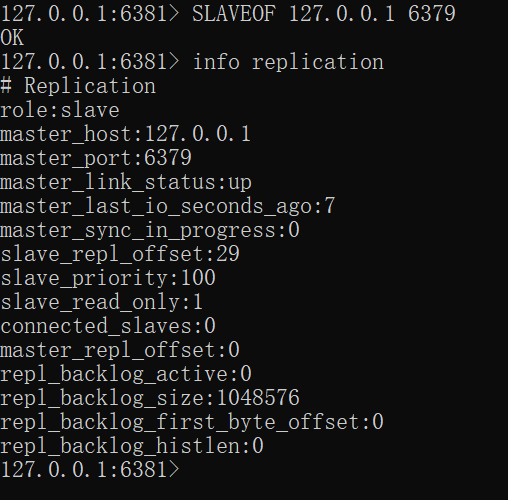 127.0.0.1:6381> SLAVEOF 127.0.0.1 6379
OK
127.0.0.1:6381> info replication
# Replication
role:slave
master_host:127.0.0.1
master_port:6379
master_link_status:up
master_last_io_seconds_ago:7
master_sync_in_progress:0
slave_repl_offset:29
slave_priority:100
slave_read_only:1
connected_slaves:0
master_repl_offset:0
repl_backlog_active:0
repl_backlog_size:1048576
repl_backlog_first_byte_offset:0
repl_backlog_histlen:0
127.0.0.1:6381>